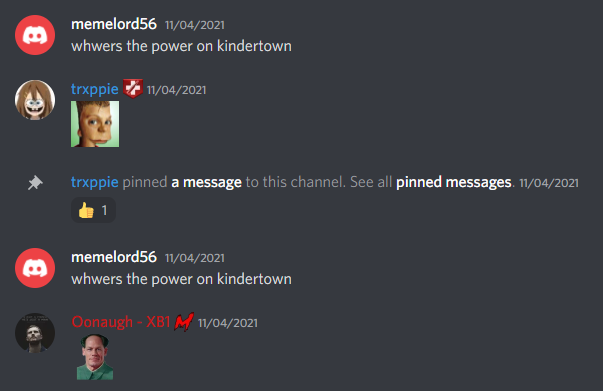 memelord56 11/04/2021
whwers the power on kindertown
trxppie 11/04/2021
trxppie pinned a message to this channel. See all pinned messages. 11/04/2021
1
memelord56 11/04/2021
whwers the power on kindertown
Oonaugh - X81 11/04/2021